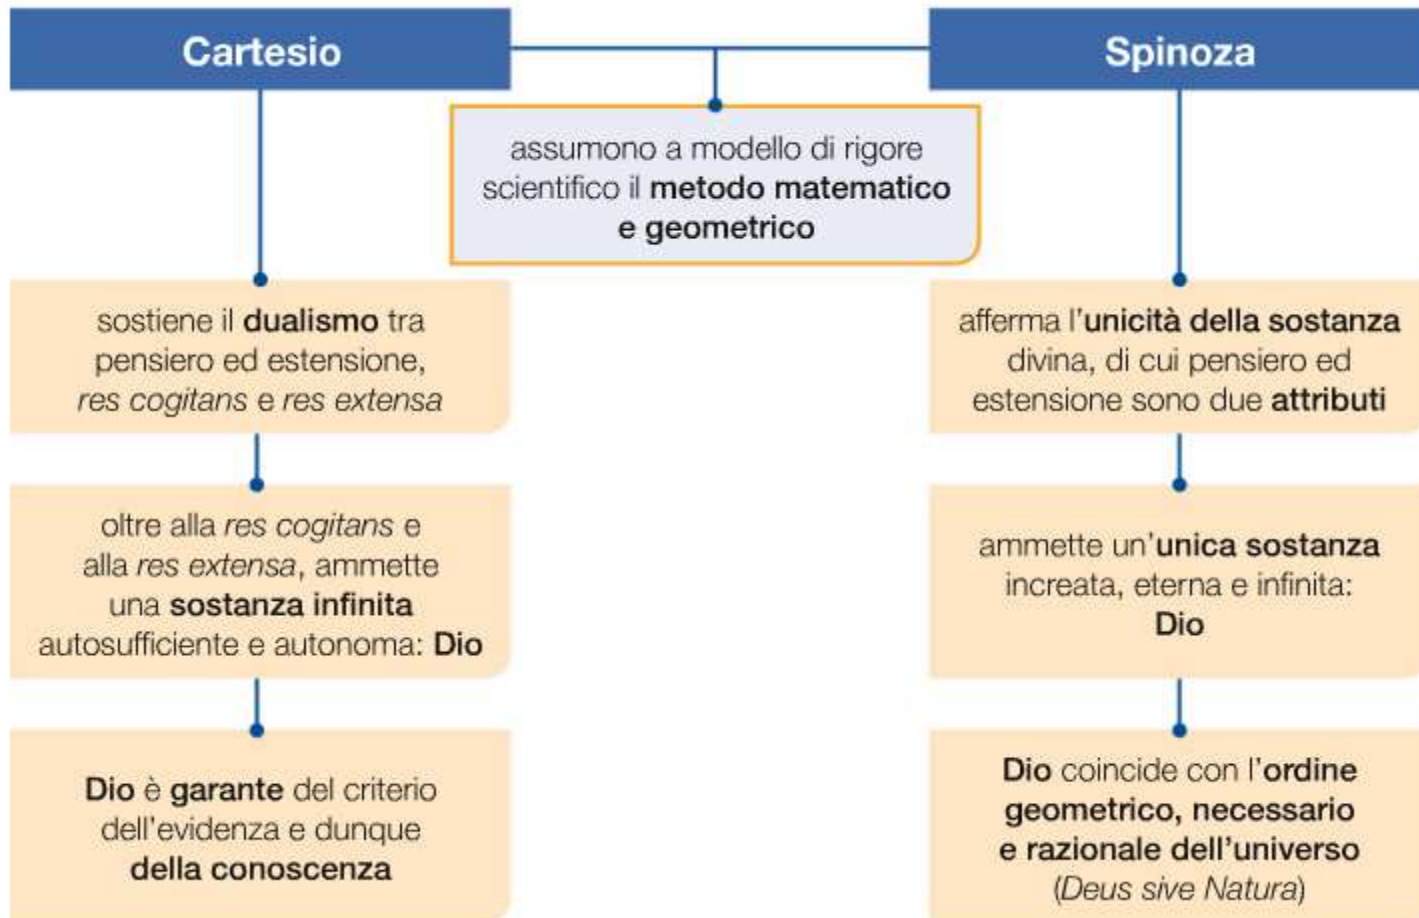 Cartesio
Spinoza
assumono a modello di rigore
scientifico il metodo matematico
e geometrico
sostiene il dualismo tra
pensiero ed estensione,
res cogitans e res extensa
afferma l'unicità della sostanza
divina, di cui pensiero ed
estensione sono due attributi
oltre alla res cogitans e
alla res extensa, ammette
una sostanza infinita
autosufficiente e autonoma: Dio
ammette un'unica sostanza
increata, eterna e infinita:
Dio
Dio è garante del criterio
dell'evidenza e dunque
della conoscenza
Dio coincide con l'ordine
geometrico, necessario
e razionale dell'universo
(Deus sive Natura)